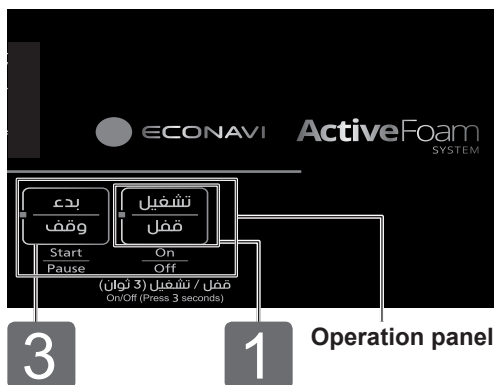 ECONAVI
ActiveFoam
SYSTEM
تشغيل
قفل
بدء
وقف
Start
Pause
On
Off
قفل / تشغيل (3 ثوان)
On/Off (Press 3 seconds)
3
1
Operation panel